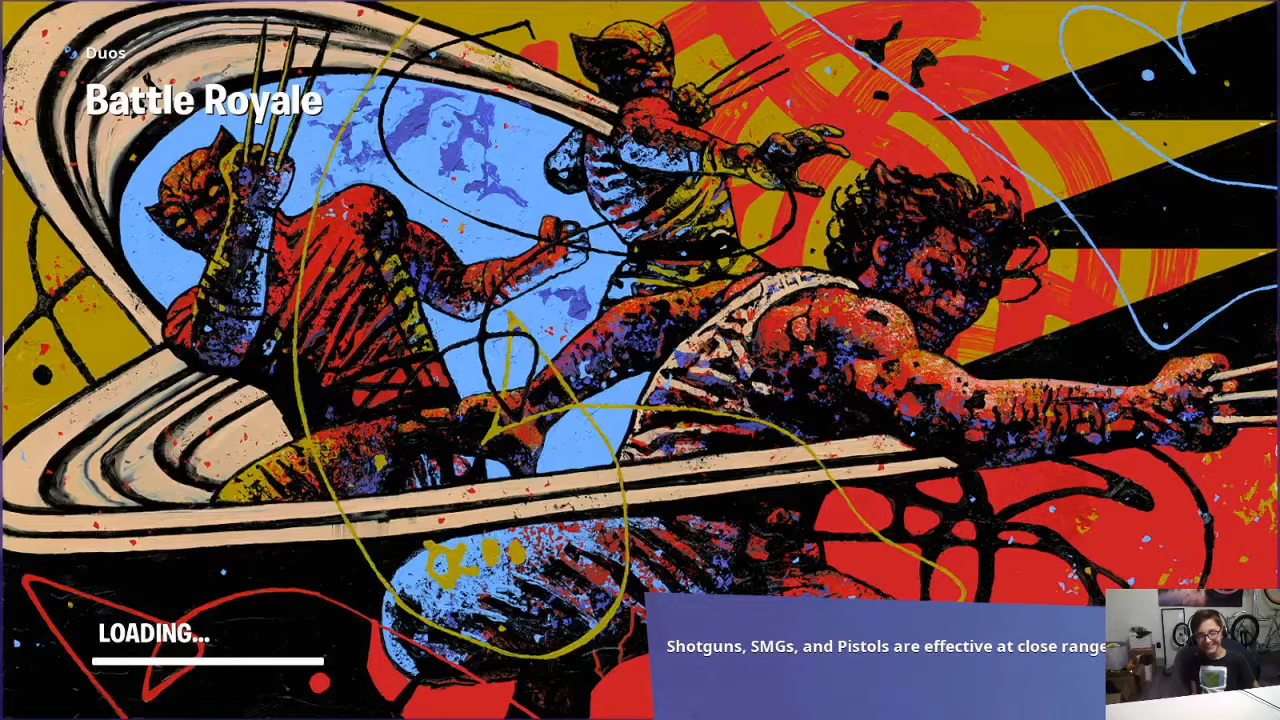 Duos
Battle Royale
LOADING...
Shotguns, SMGs, and Pistols are effective at close range